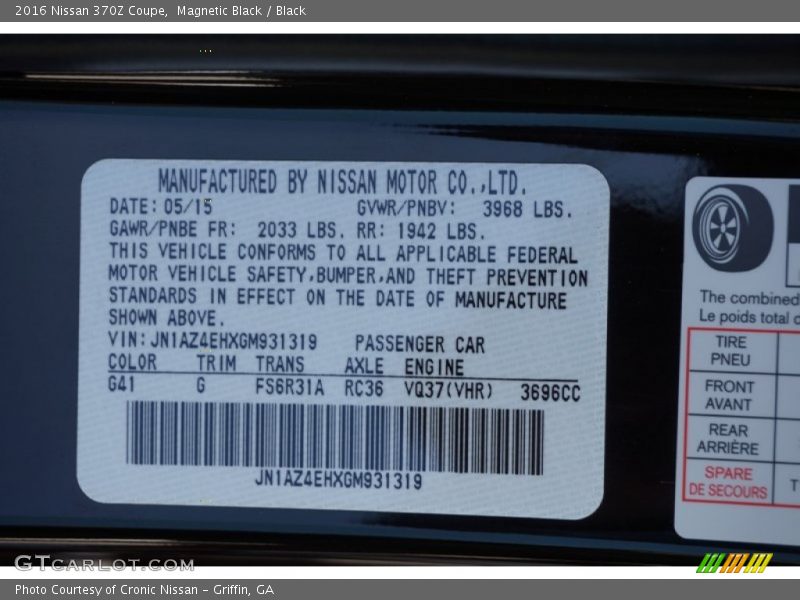 2016 Nissan 370Z Coupe,  Magnetic Black / Black
MANUFACTURED BY NISSAN MOTOR CO.,LTD.
DATE: 05/15 GVWR/PNBV: 3968 LBS.
GAWR/PNBE FR: 2033 LBS. RR: 1942 LBS.
THIS VEHICLE CONFORMS TO ALL APPLICABLE FEDERAL
MOTOR VEHICLE SAFETY,BUMPER,AND THEFT PREVENTION
STANDARDS IN EFFECT ON THE DATE OF MANUFACTURE
SHOWN ABOVE.
VIN: JN1AZ4EHXGM931319 PASSENGER CAR
COLOR TRIM TRANS AXLE ENGINE
G41 G FS6R31A RC36 VQ37(VHR) 3696CC
JN1AZ4EHXGM931319
The combined
Le poids total
TIRE
PNEU
FRONT
AVANT
REAR
ARRIÈRE
SPARE
DE SECOURS
T
GTCARLOT.COM
Photo Courtesy of Cronic Nissan – Griffin, GA